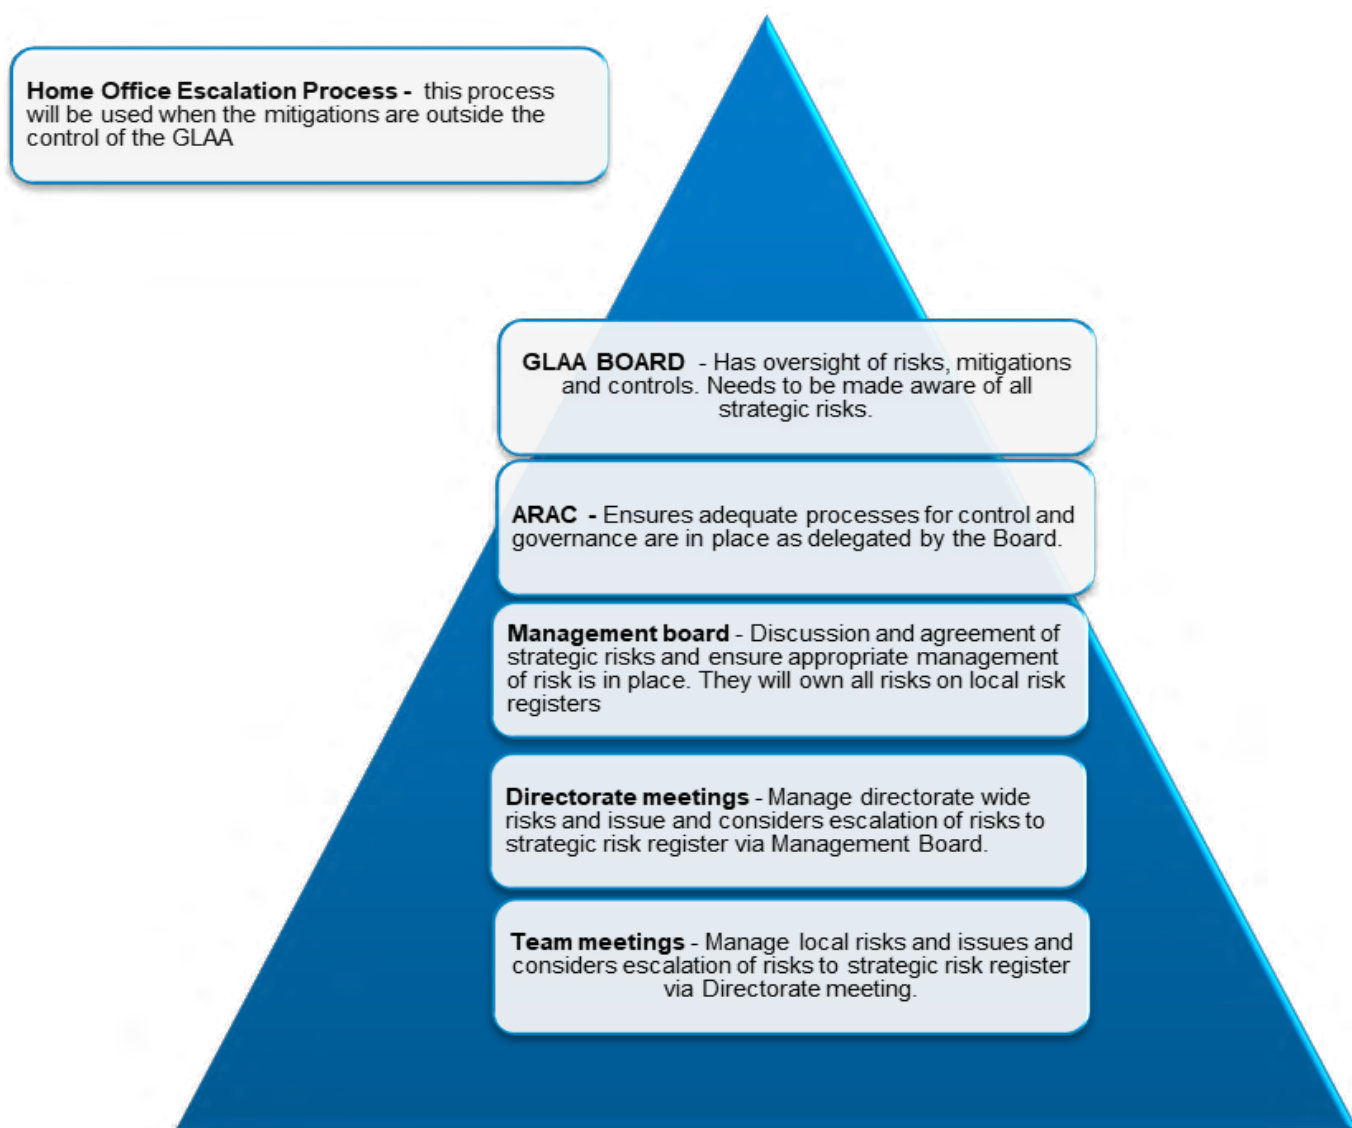 Home Office Escalation Process - this process
will be used when the mitigations are outside the
control of the GLAA
GLAA BOARD - Has oversight of risks, mitigations
and controls. Needs to be made aware of all
strategic risks.
ARAC - Ensures adequate processes for control and
governance are in place as delegated by the Board.
Management board - Discussion and agreement of
strategic risks and ensure appropriate management
of risk is in place. They will own all risks on local risk
registers
Directorate meetings - Manage directorate wide
risks and issue and considers escalation of risks to
strategic risk register via Management Board.
Team meetings - Manage local risks and issues and
considers escalation of risks to strategic risk register
via Directorate meeting.